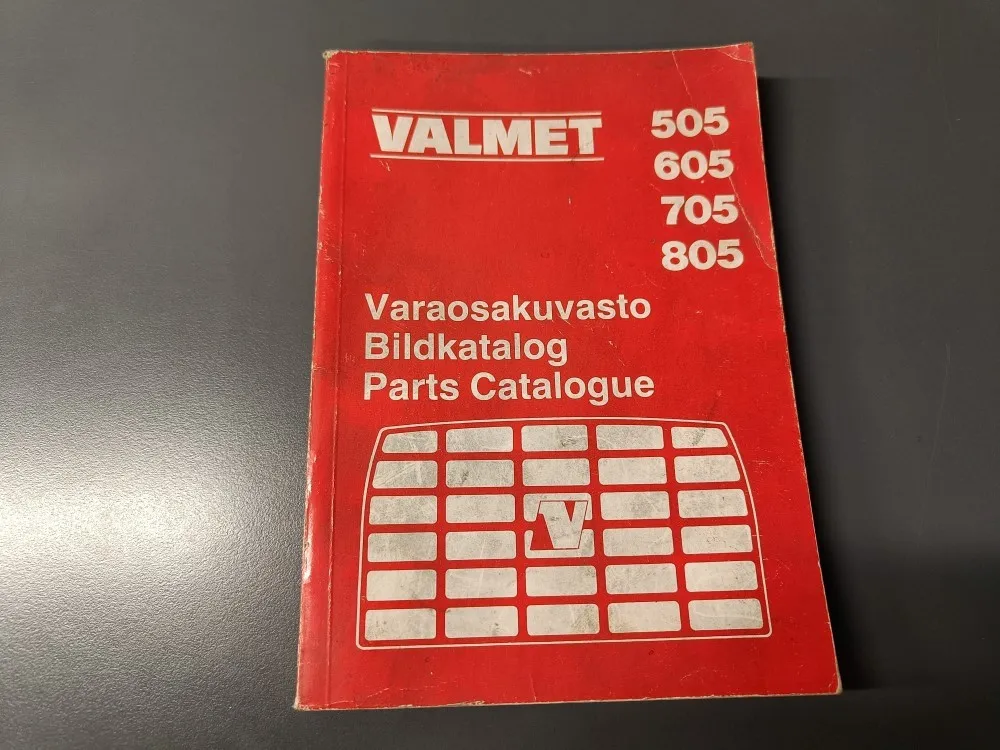 VALMET 505
605
705
805
Varaosakuvasto
Bildkatalog
Parts Catalogue
V